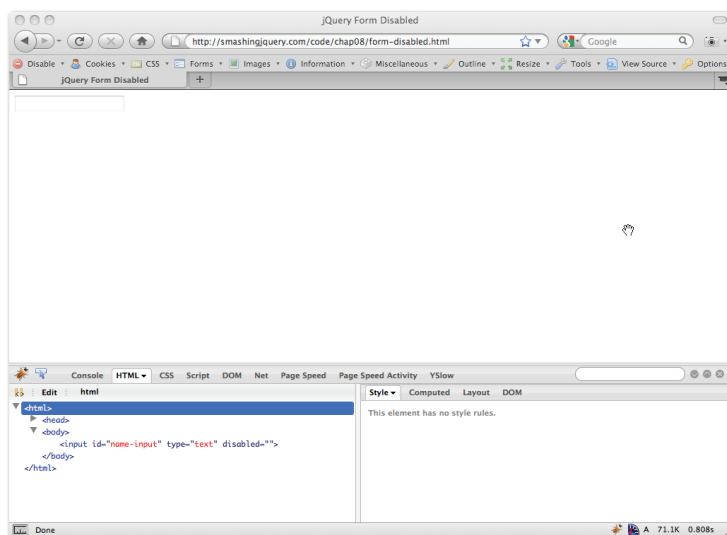 jQuery Form Disabled
http://smashingjquery.com/code/chap08/form-disabled.html Google
Disable Cookies CSS Forms Images Information Miscellaneous Outline Resize Tools View Source Options
jQuery Form Disabled +
Console HTML CSS Script DOM Net Page Speed Page Speed Activity YSlow
Edit html Style Computed Layout DOM
<html> This element has no style rules.
<head>
<body>
<input id="name-input" type="text" disabled="">
</body>
</html>
Done A 71.1K 0.808s